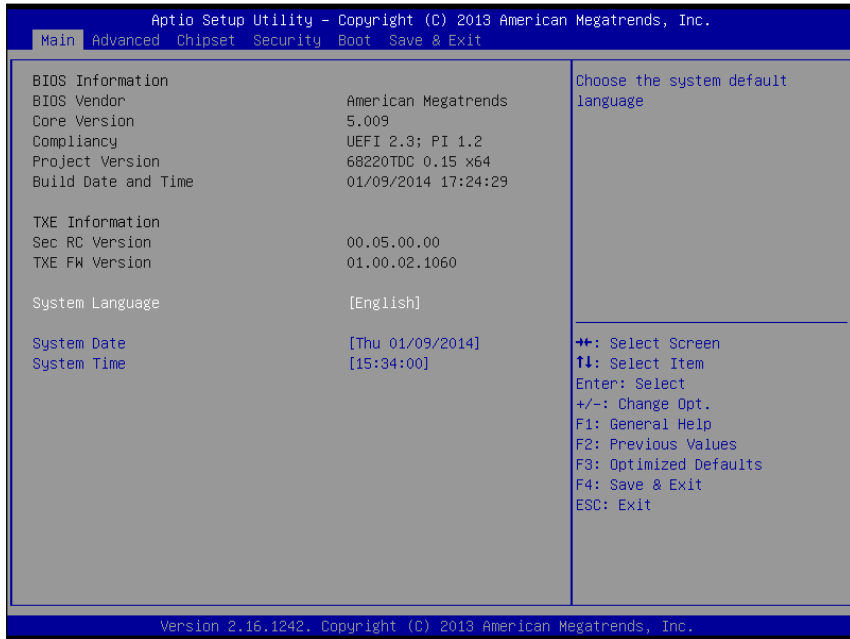 Aptio Setup Utility – Copyright (C) 2013 American Megatrends, Inc.
Main Advanced Chipset Security Boot Save & Exit
BIOS Information
BIOS Vendor American Megatrends
Core Version 5.009
Compliancy UEFI 2.3; PI 1.2
Project Version 68220TDC 0.15 x64
Build Date and Time 01/09/2014 17:24:29
TXE Information
Sec RC Version 00.05.00.00
TXE FW Version 01.00.02.1060
System Language [English]
System Date [Thu 01/09/2014]
System Time [15:34:00]
Choose the system default
language
→←: Select Screen
↑↓: Select Item
Enter: Select
+/-: Change Opt.
F1: General Help
F2: Previous Values
F3: Optimized Defaults
F4: Save & Exit
ESC: Exit
Version 2.16.1242. Copyright (C) 2013 American Megatrends, Inc.